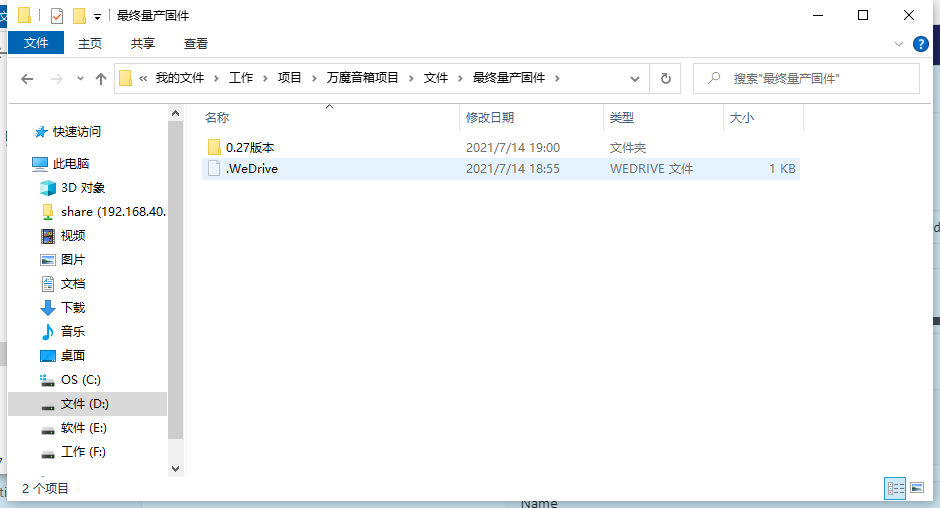 最终量产固件
文件 主页 共享 查看
« 我的文件 › 工作 › 项目 › 万魔音箱项目 › 文件 › 最终量产固件 ›
搜索"最终量产固件"
名称 修改日期 类型 大小
0.27版本 2021/7/14 19:00 文件夹
.WeDrive 2021/7/14 18:55 WEDRIVE 文件 1 KB
快速访问
此电脑
3D 对象
share (192.168.40.
视频
图片
文档
下载
音乐
桌面
OS (C:)
文件 (D:)
软件 (E:)
工作 (F:)
2 个项目
Name